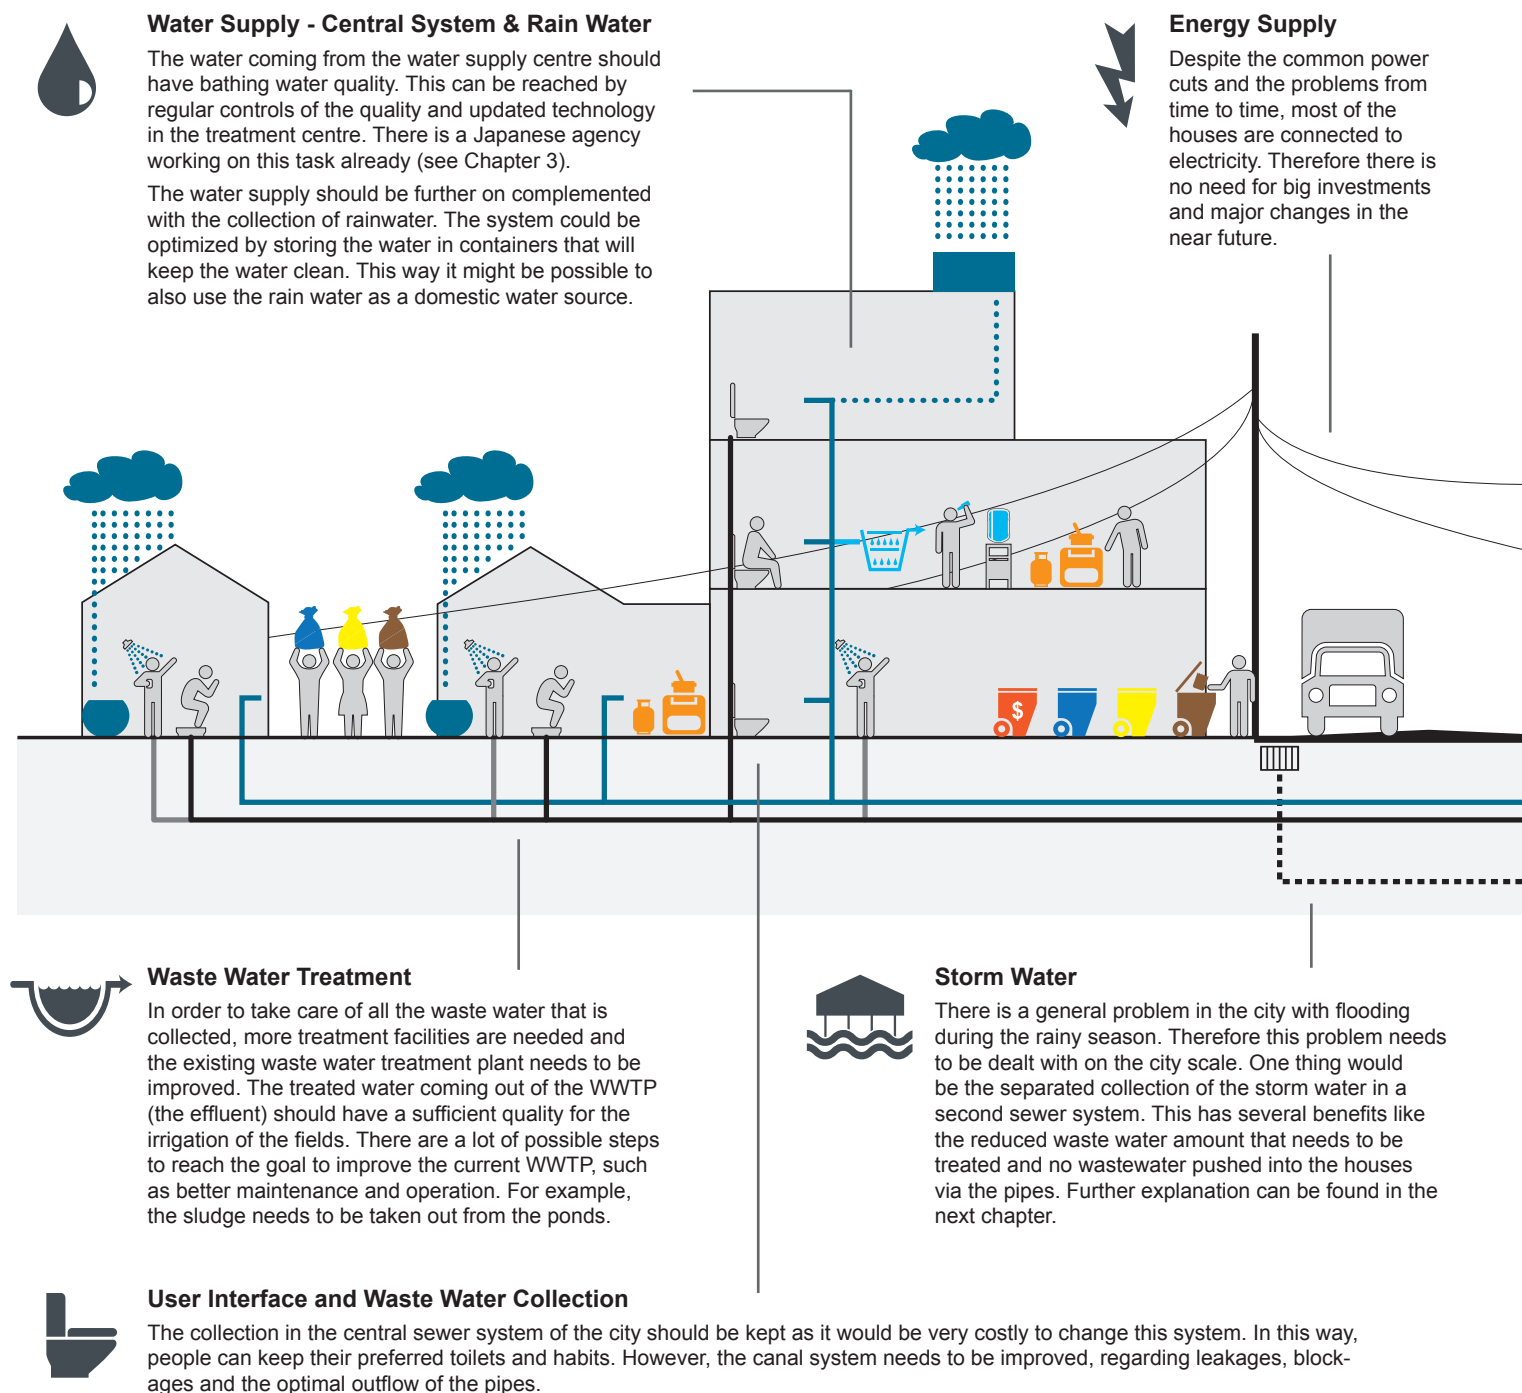 Water Supply - Central System & Rain Water
The water coming from the water supply centre should
have bathing water quality. This can be reached by
regular controls of the quality and updated technology
in the treatment centre. There is a Japanese agency
working on this task already (see Chapter 3).
The water supply should be further on complemented
with the collection of rainwater. The system could be
optimized by storing the water in containers that will
keep the water clean. This way it might be possible to
also use the rain water as a domestic water source.
Energy Supply
Despite the common power
cuts and the problems from
time to time, most of the
houses are connected to
electricity. Therefore there is
no need for big investments
and major changes in the
near future.
$
Waste Water Treatment
In order to take care of all the waste water that is
collected, more treatment facilities are needed and
the existing waste water treatment plant needs to be
improved. The treated water coming out of the WWTP
(the effluent) should have a sufficient quality for the
irrigation of the fields. There are a lot of possible steps
to reach the goal to improve the current WWTP, such
as better maintenance and operation. For example,
the sludge needs to be taken out from the ponds.
Storm Water
There is a general problem in the city with flooding
during the rainy season. Therefore this problem needs
to be dealt with on the city scale. One thing would
be the separated collection of the storm water in a
second sewer system. This has several benefits like
the reduced waste water amount that needs to be
treated and no wastewater pushed into the houses
via the pipes. Further explanation can be found in the
next chapter.
User Interface and Waste Water Collection
The collection in the central sewer system of the city should be kept as it would be very costly to change this system. In this way,
people can keep their preferred toilets and habits. However, the canal system needs to be improved, regarding leakages, block-
ages and the optimal outflow of the pipes.